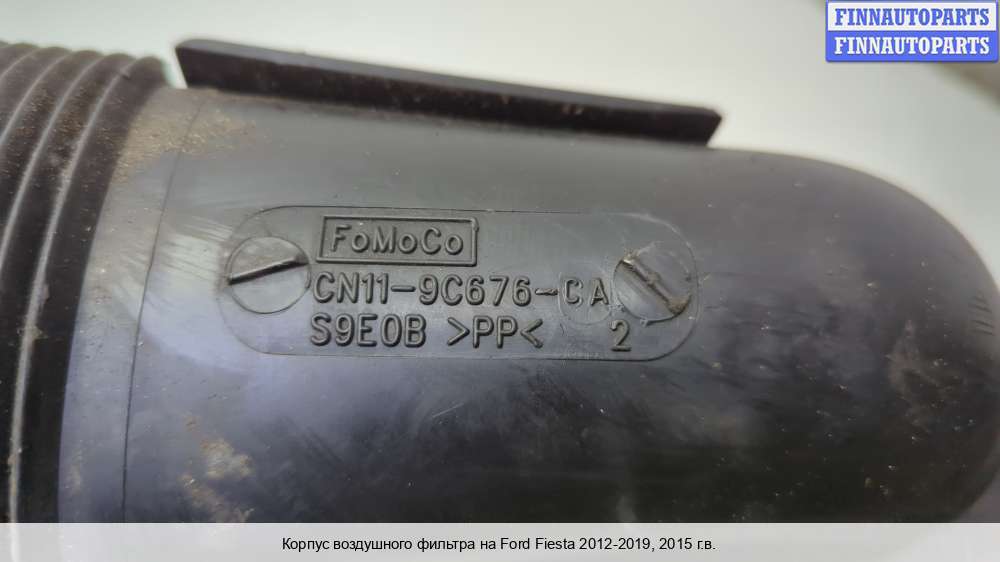 FINNAUTOPARTS
FINNAUTOPARTS
FoMoCo
CN11-9C676-CA
S9E0B >PP< 2
Корпус воздушного фильтра на Ford Fiesta 2012-2019, 2015 г.в.